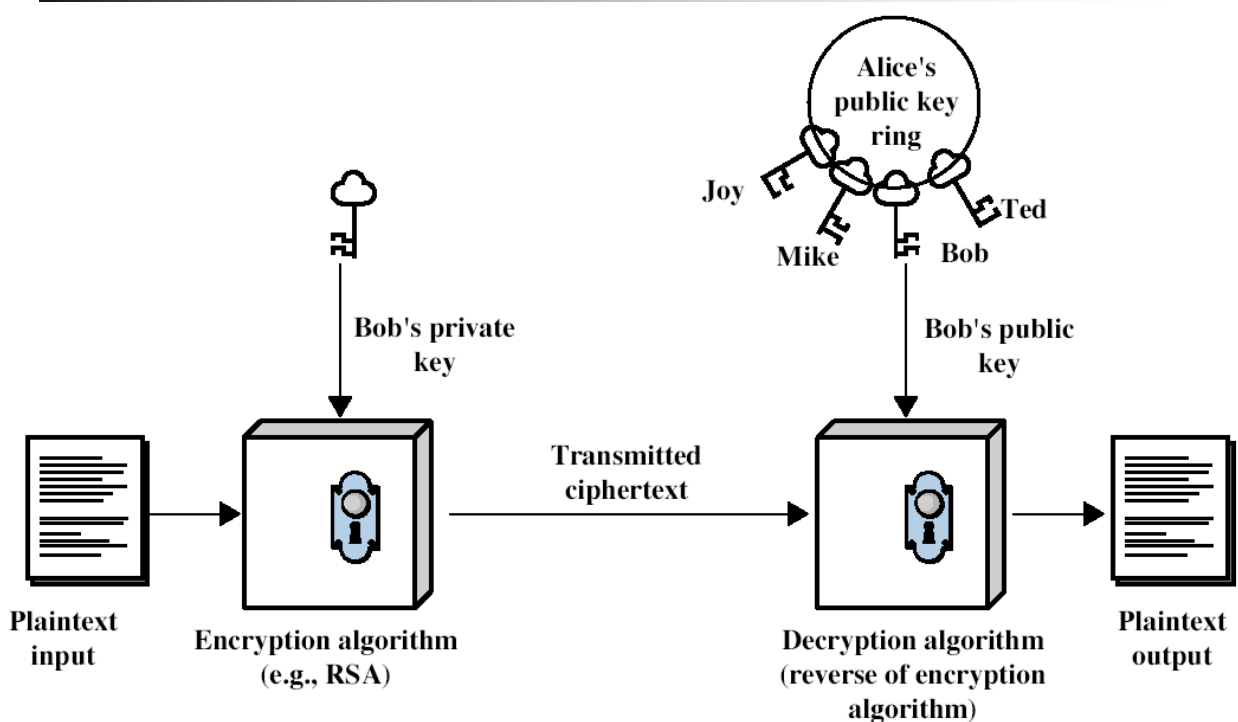 Alice's
public key
ring
Joy
Ted
Mike
Bob
Bob's private
key
Bob's public
key
Transmitted
ciphertext
Plaintext
input
Encryption algorithm
(e.g., RSA)
Decryption algorithm
(reverse of encryption
algorithm)
Plaintext
output